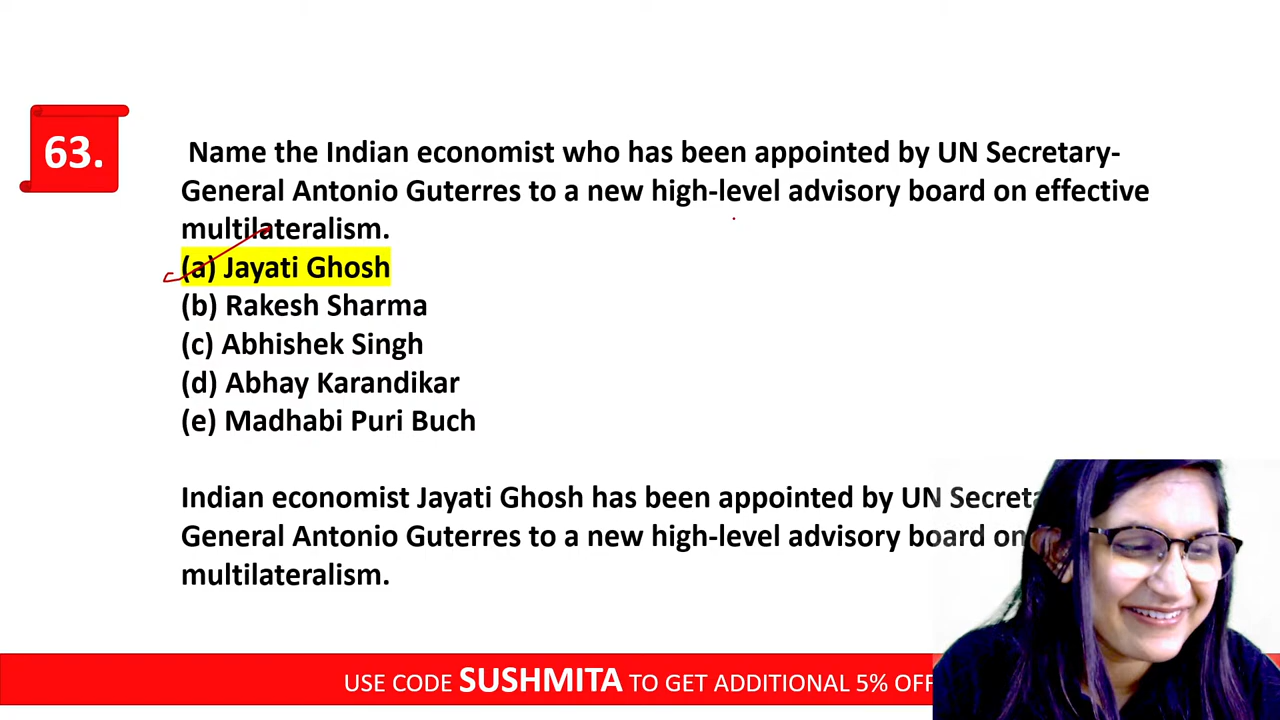 63.
Name the Indian economist who has been appointed by UN Secretary-
General Antonio Guterres to a new high-level advisory board on effective
multilateralism.
(a) Jayati Ghosh
(b) Rakesh Sharma
(c) Abhishek Singh
(d) Abhay Karandikar
(e) Madhabi Puri Buch
Indian economist Jayati Ghosh has been appointed by UN
General Antonio Guterres to a new high-level advisory board on
multilateralism.
USE CODE SUSHMITA TO GET ADDITIONAL 5% OFF